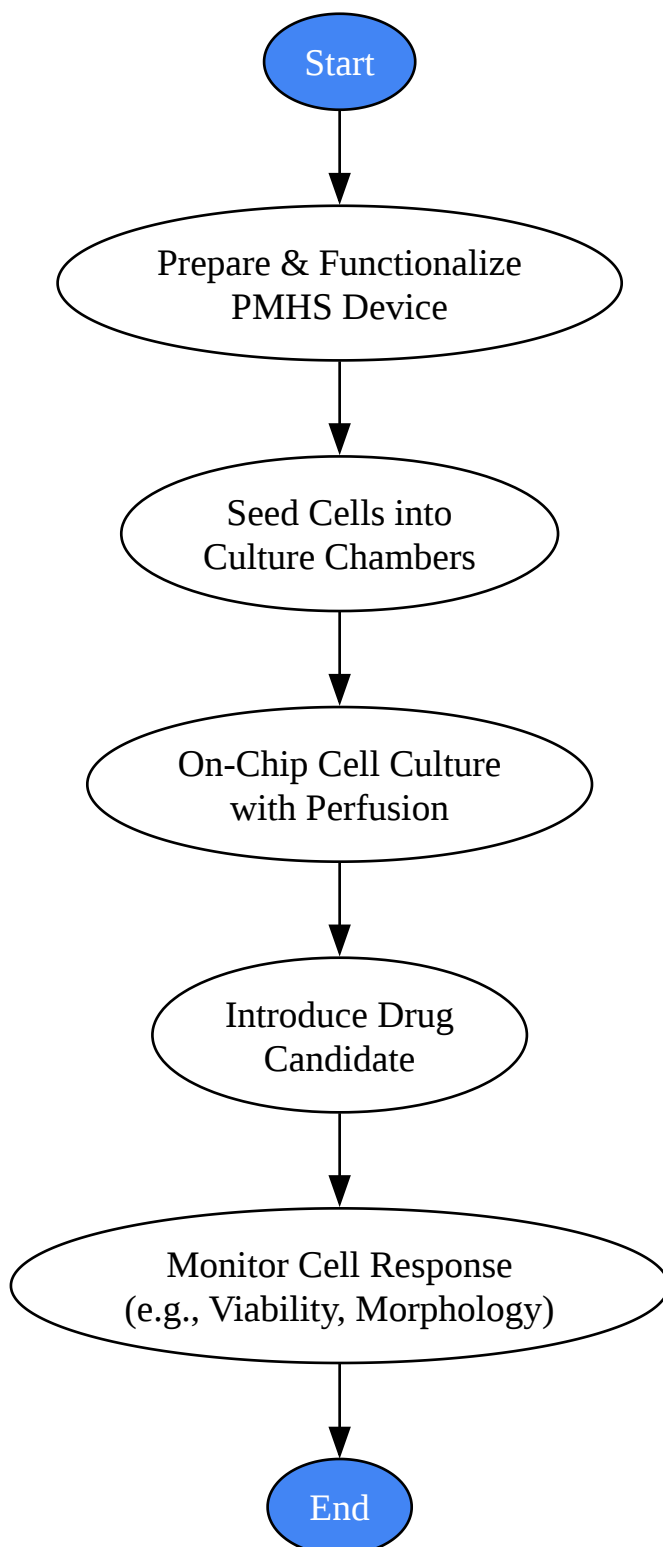 Start
Prepare & Functionalize
PMHS Device
Seed Cells into
Culture Chambers
On-Chip Cell Culture
with Perfusion
Introduce Drug
Candidate
Monitor Cell Response
(e.g., Viability, Morphology)
End